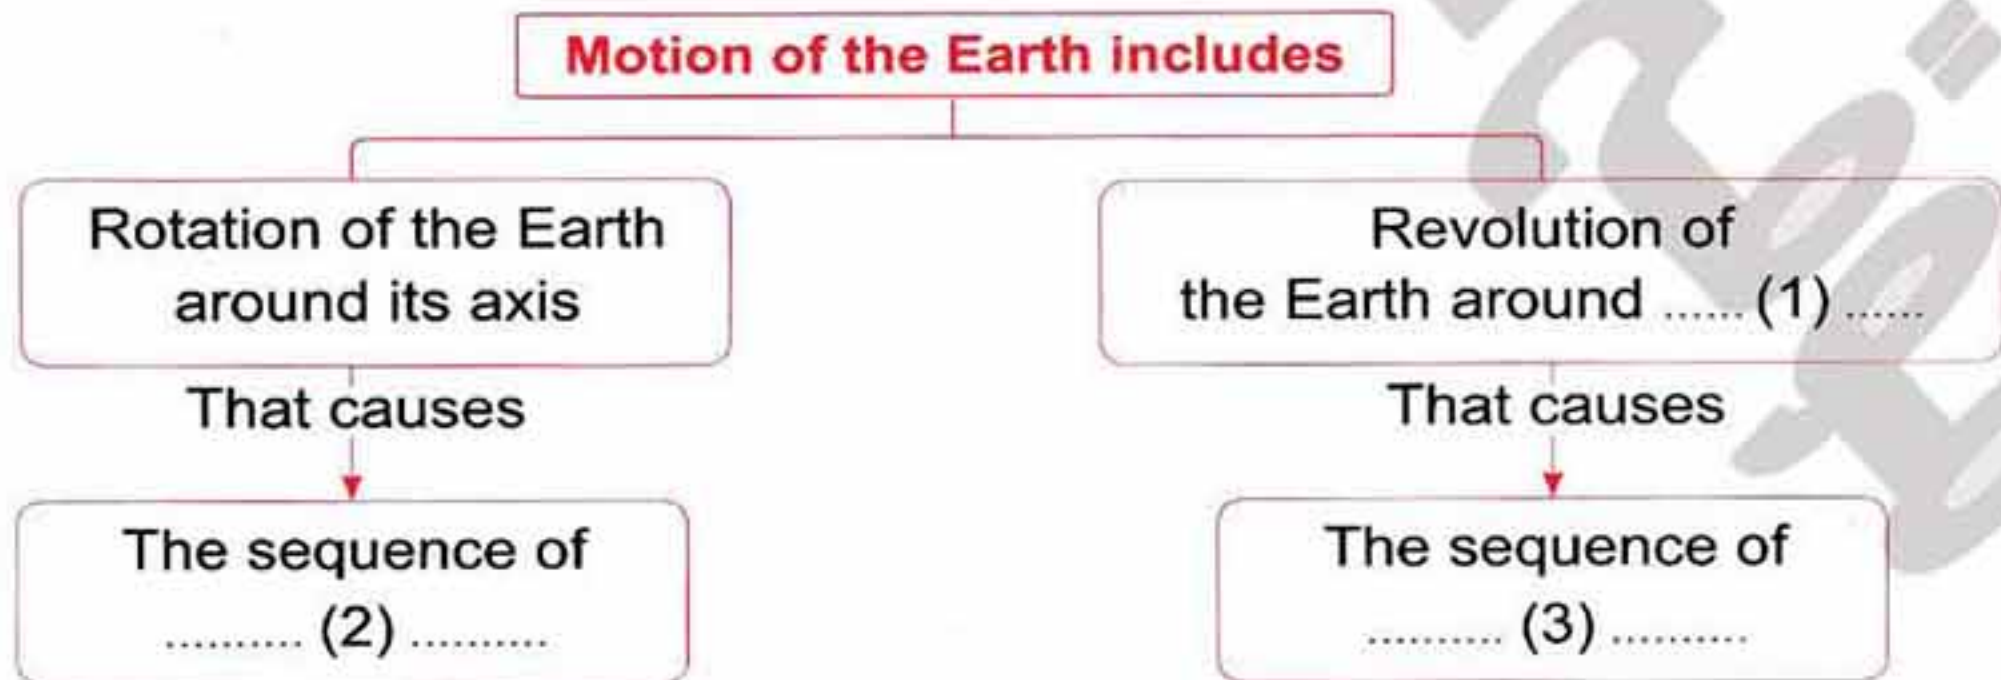 Motion of the Earth includes
Rotation of the Earth
around its axis
Revolution of
the Earth around ...... (1) ......
That causes
That causes
The sequence of
.......... (2) ..........
The sequence of
.......... (3) ..........